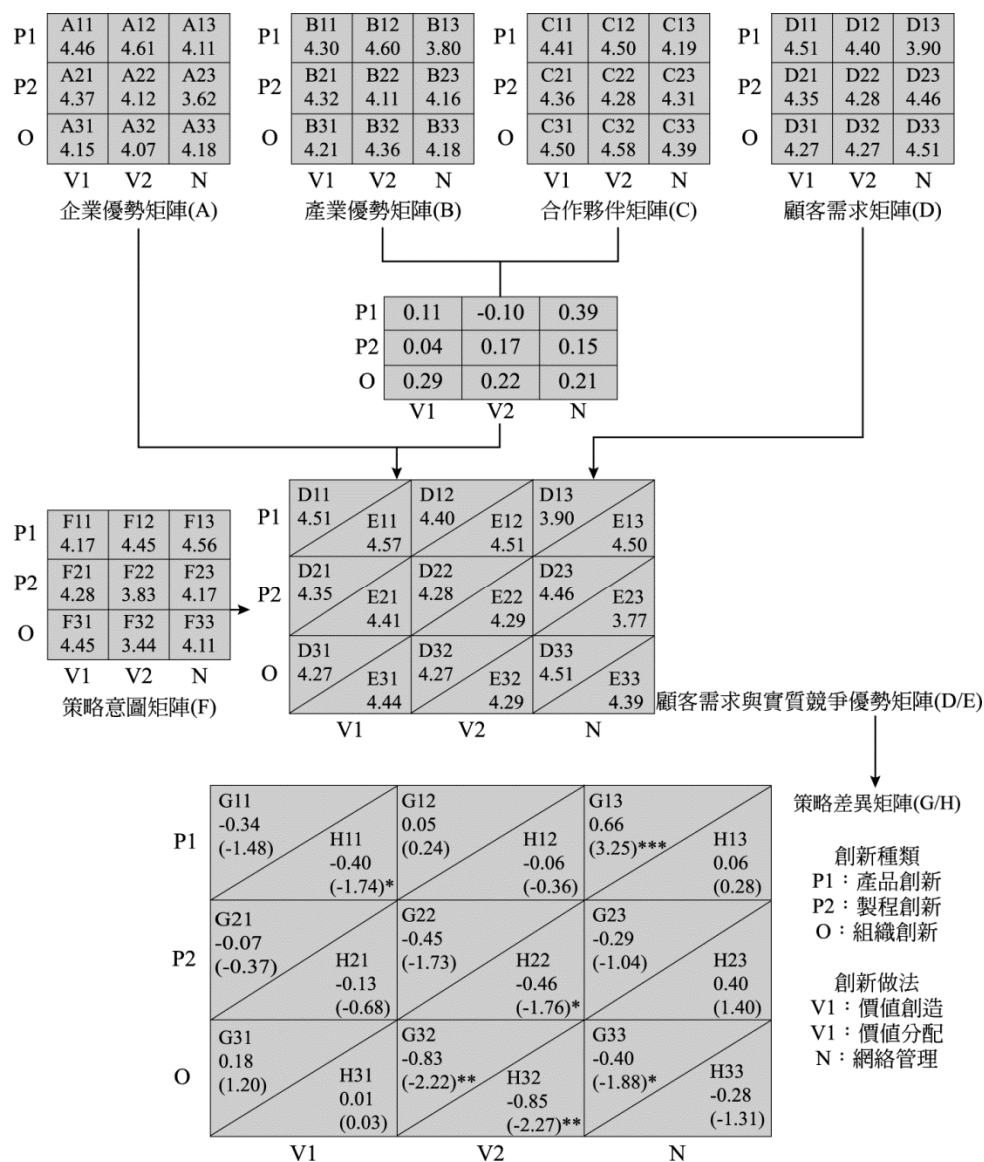 A11 A12 A13
P1 4.46 4.61 4.11
A21 A22 A23
P2 4.37 4.12 3.62
A31 A32 A33
O 4.15 4.07 4.18
V1 V2 N
企業優勢矩陣(A)
B11 B12 B13
P1 4.30 4.60 3.80
B21 B22 B23
P2 4.32 4.11 4.16
B31 B32 B33
O 4.21 4.36 4.18
V1 V2 N
產業優勢矩陣(B)
C11 C12 C13
P1 4.41 4.50 4.19
C21 C22 C23
P2 4.36 4.28 4.31
C31 C32 C33
O 4.50 4.58 4.39
V1 V2 N
合作夥伴矩陣(C)
D11 D12 D13
P1 4.51 4.40 3.90
D21 D22 D23
P2 4.35 4.28 4.46
D31 D32 D33
O 4.27 4.27 4.51
V1 V2 N
顧客需求矩陣(D)
P1 0.11 -0.10 0.39
P2 0.04 0.17 0.15
O 0.29 0.22 0.21
V1 V2 N
F11 F12 F13
P1 4.17 4.45 4.56
F21 F22 F23
P2 4.28 3.83 4.17
F31 F32 F33
O 4.45 3.44 4.11
V1 V2 N
策略意圖矩陣(F)
D11 D12 D13
P1 4.51 4.40 3.90
E11 E12 E13
4.57 4.51 4.50
D21 D22 D23
P2 4.35 4.28 4.46
E21 E22 E23
4.41 4.29 3.77
D31 D32 D33
O 4.27 4.27 4.51
E31 E32 E33
4.44 4.29 4.39
V1 V2 N
顧客需求與實質競爭優勢矩陣(D/E)
G11 G12 G13
-0.34 0.05 0.66
P1 (-1.48) (0.24) (3.25)***
H11 H12 H13
-0.40 -0.06 0.06
(-1.74)* (-0.36) (0.28)
G21 G22 G23
-0.07 -0.45 -0.29
P2 (-0.37) (-1.73) (-1.04)
H21 H22 H23
-0.13 -0.46 0.40
(-0.68) (-1.76)* (1.40)
G31 G32 G33
0.18 -0.83 -0.40
O (1.20) (-2.22)** (-1.88)*
H31 H32 H33
0.01 -0.85 -0.28
(0.03) (-2.27)** (-1.31)
V1 V2 N
策略差異矩陣(G/H)
創新種類
P1：產品創新
P2：製程創新
O：組織創新
創新做法
V1：價值創造
V1：價值分配
N：網絡管理